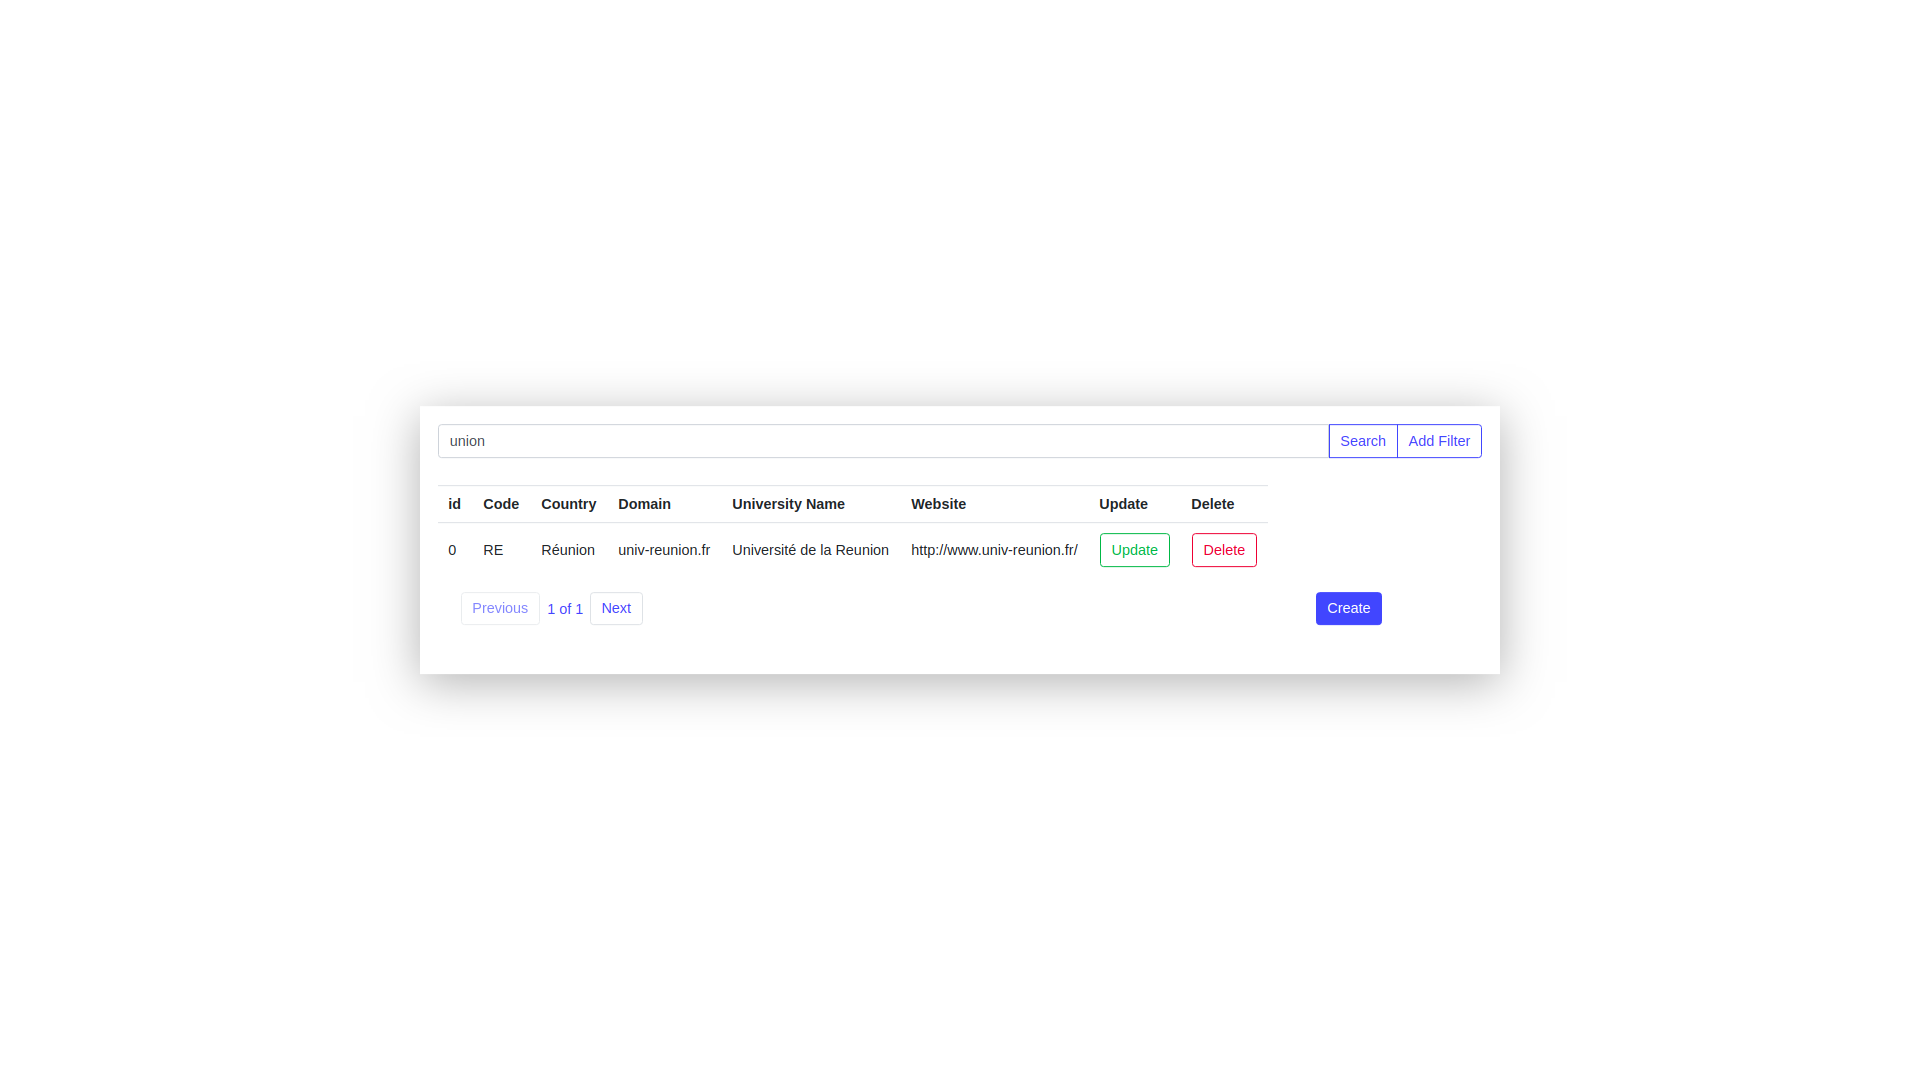 union Search Add Filter
id Code Country Domain University Name Website Update Delete
0 RE Réunion univ-reunion.fr Université de la Reunion http://www.univ-reunion.fr/ Update Delete
Previous 1 of 1 Next Create